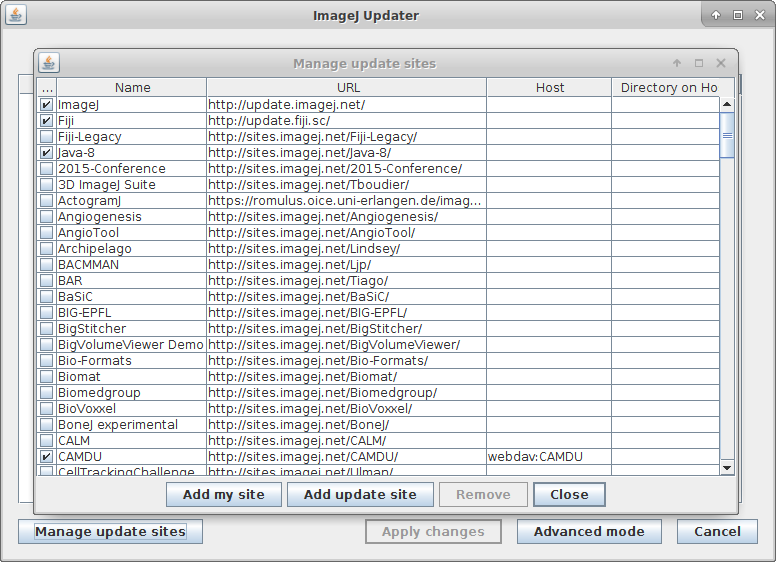 ImageJ Updater
Manage update sites
... Name URL Host Directory on Ho
ImageJ http://update.imagej.net/
Fiji http://update.fiji.sc/
Fiji-Legacy http://sites.imagej.net/Fiji-Legacy/
Java-8 http://sites.imagej.net/Java-8/
2015-Conference http://sites.imagej.net/2015-Conference/
3D ImageJ Suite http://sites.imagej.net/Tboudier/
ActogramJ https://romulus.oice.uni-erlangen.de/imag...
Angiogenesis http://sites.imagej.net/Angiogenesis/
AngioTool http://sites.imagej.net/AngioTool/
Archipelago http://sites.imagej.net/Lindsey/
BACMMAN http://sites.imagej.net/Ljp/
BAR http://sites.imagej.net/Tiago/
BaSiC http://sites.imagej.net/BaSiC/
BIG-EPFL http://sites.imagej.net/BIG-EPFL/
BigStitcher http://sites.imagej.net/BigStitcher/
BigVolumeViewer Demo http://sites.imagej.net/BigVolumeViewer/
Bio-Formats http://sites.imagej.net/Bio-Formats/
Biomat http://sites.imagej.net/Biomat/
Biomedgroup http://sites.imagej.net/Biomedgroup/
BioVoxxel http://sites.imagej.net/BioVoxxel/
BoneJ experimental http://sites.imagej.net/BoneJ/
CALM http://sites.imagej.net/CALM/
CAMDU http://sites.imagej.net/CAMDU/ webdav:CAMDU
CellTrackingChallenge http://sites.imagej.net/Ulman/
Add my site Add update site Remove Close
Manage update sites Apply changes Advanced mode Cancel